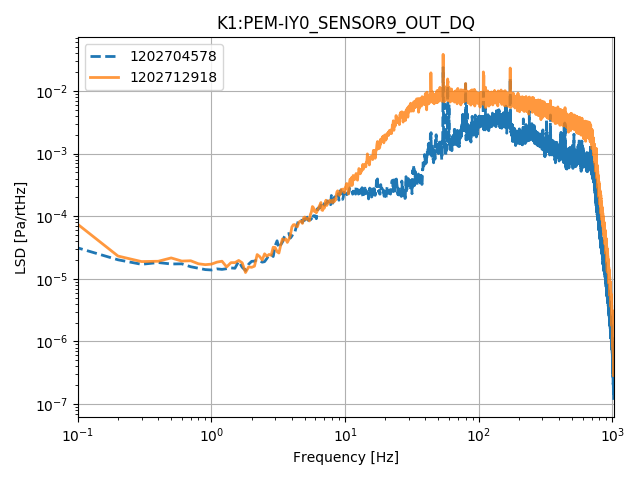 K1:PEM-IY0_SENSOR9_OUT_DQ
1202704578
1202712918
LSD [Pa/rtHz]
10⁻²
10⁻³
10⁻⁴
10⁻⁵
10⁻⁶
10⁻⁷
10⁻¹ 10⁰ 10¹ 10² 10³
Frequency [Hz]